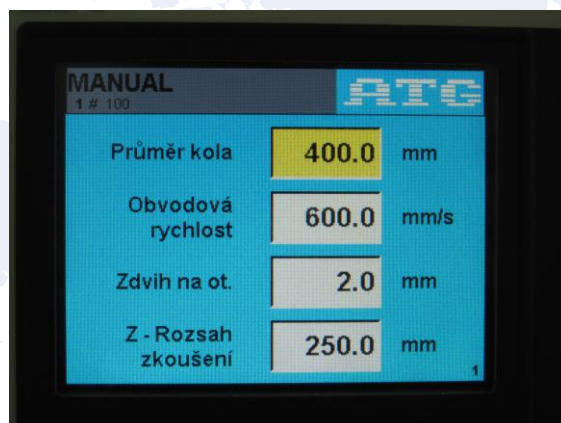 MANUAL
1 # 100
ATG
Průměr kola 400.0 mm
Obvodová
rychlost 600.0 mm/s
Zdvih na ot. 2.0 mm
Z - Rozsah
zkoušení 250.0 mm
1